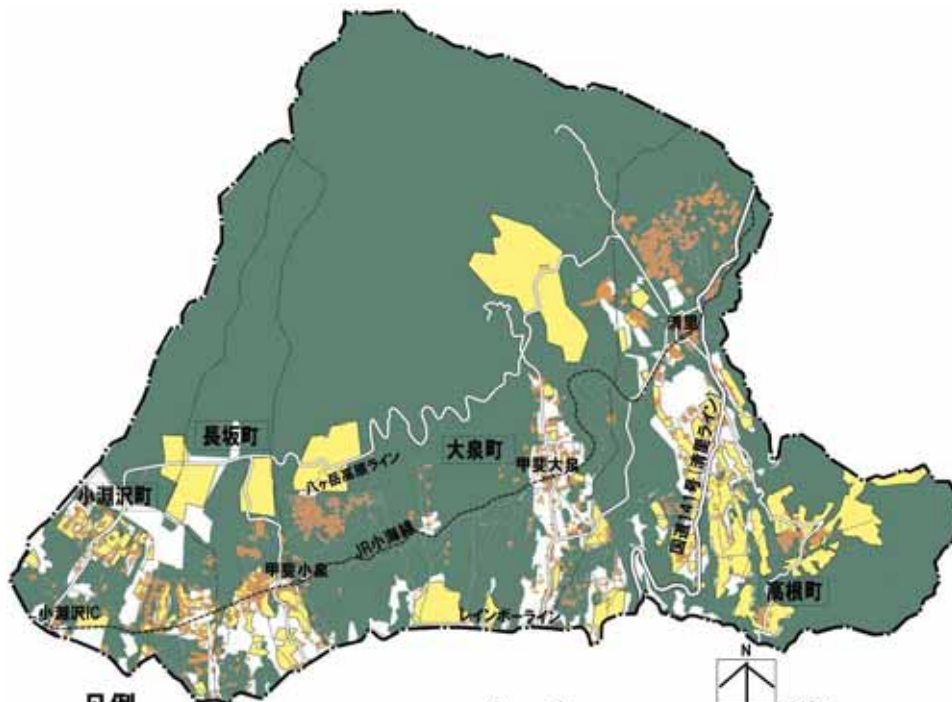 清里
長坂町
大泉町
八ヶ岳高原ライン
甲斐大泉
国道141号(清里ライン)
小淵沢町
JR小海線
甲斐小泉
高根町
小淵沢IC
レインボーライン
N
凡例